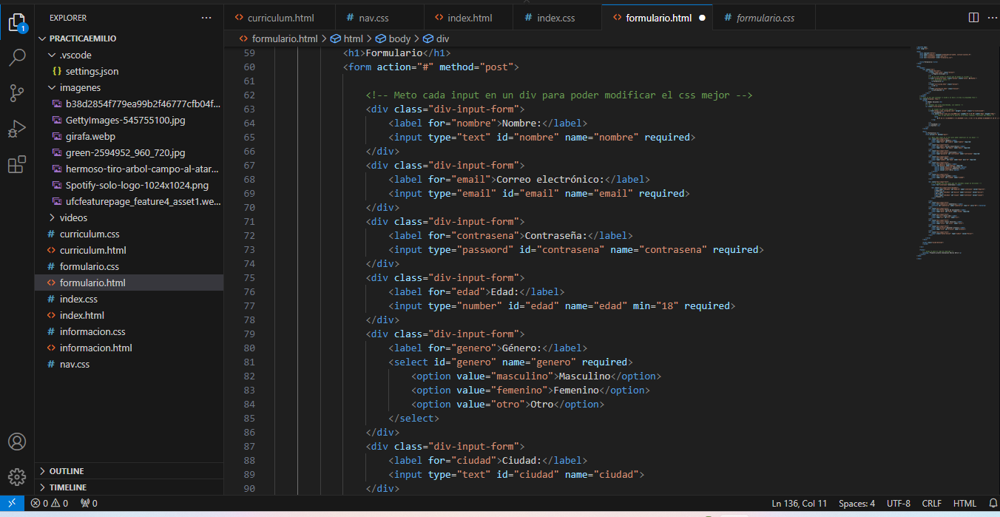 EXPLORER
PRACTICAEMILIO
.vscode
settings.json
imagenes
b38d2854f779ea99b2f46777cfb04f...
GettyImages-545755100.jpg
girafa.webp
green-2594952_960_720.jpg
hermoso-tiro-arbol-campo-al-atar...
Spotify-solo-logo-1024x1024.png
ufcfeaturepage_feature4_asset1.we...
videos
curriculum.css
curriculum.html
formulario.css
formulario.html
index.css
index.html
informacion.css
informacion.html
nav.css
OUTLINE
TIMELINE
curriculum.html nav.css index.html index.css formulario.html formulario.css
formulario.html > html > body > div
59 <h1>Formulario</h1>
60 <form action="#" method="post">
61
62 <!-- Meto cada input en un div para poder modificar el css mejor -->
63 <div class="div-input-form">
64 <label for="nombre">Nombre:</label>
65 <input type="text" id="nombre" name="nombre" required>
66 </div>
67 <div class="div-input-form">
68 <label for="email">Correo electrónico:</label>
69 <input type="email" id="email" name="email" required>
70 </div>
71 <div class="div-input-form">
72 <label for="contrasena">Contraseña:</label>
73 <input type="password" id="contrasena" name="contrasena" required>
74 </div>
75 <div class="div-input-form">
76 <label for="edad">Edad:</label>
77 <input type="number" id="edad" name="edad" min="18" required>
78 </div>
79 <div class="div-input-form">
80 <label for="genero">Género:</label>
81 <select id="genero" name="genero" required>
82 <option value="masculino">Masculino</option>
83 <option value="femenino">Femenino</option>
84 <option value="otro">Otro</option>
85 </select>
86 </div>
87 <div class="div-input-form">
88 <label for="ciudad">Ciudad:</label>
89 <input type="text" id="ciudad" name="ciudad">
90 </div>
1
0 0 0
Ln 136, Col 11 Spaces: 4 UTF-8 CRLF HTML